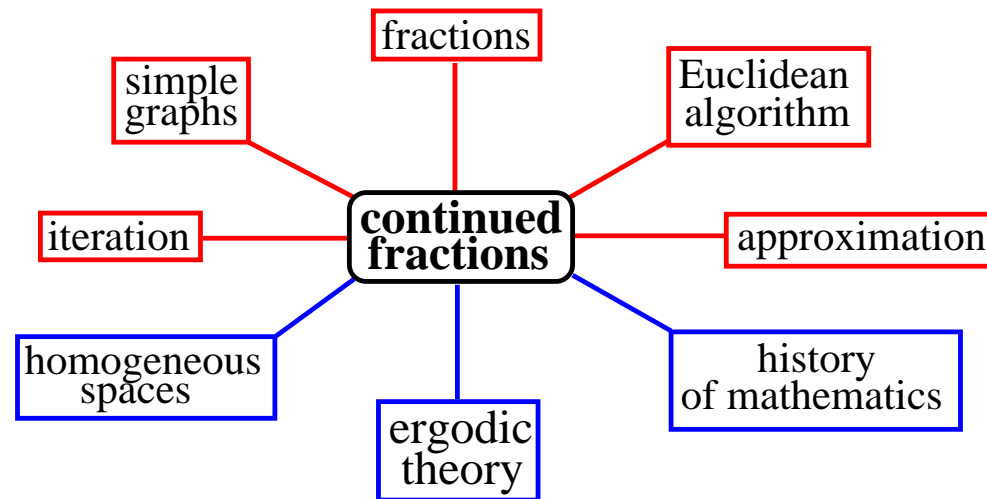 fractions
simple
graphs
Euclidean
algorithm
continued
fractions
iteration
approximation
homogeneous
spaces
ergodic
theory
history
of mathematics